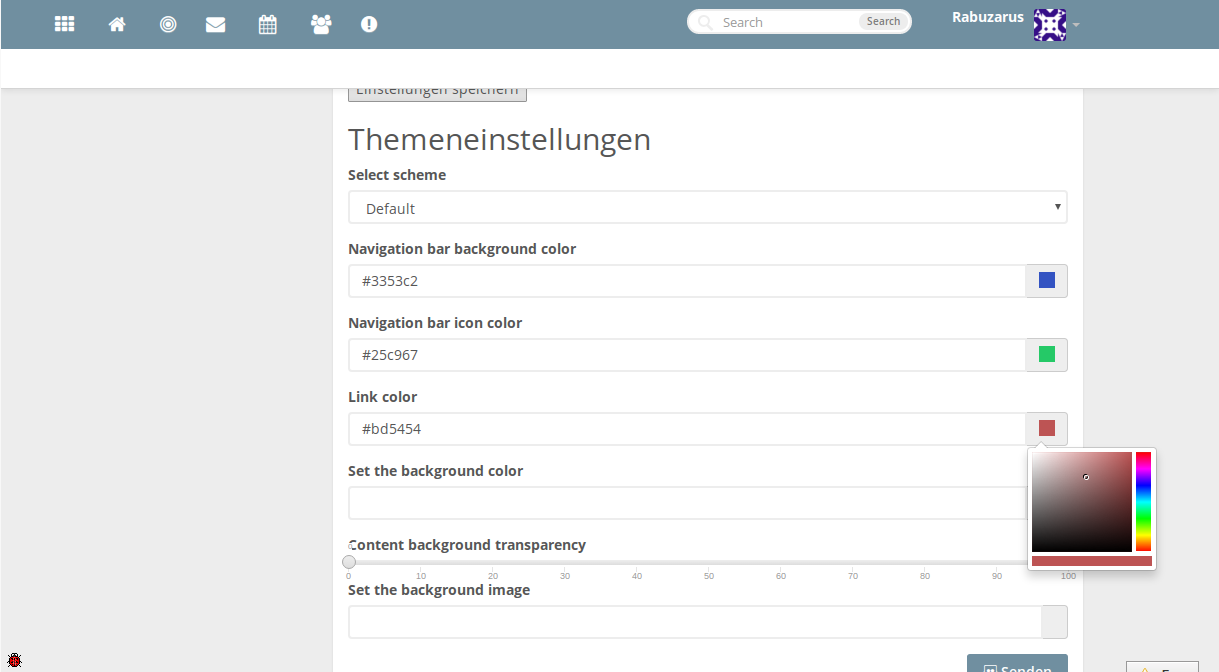 Search
Search
Rabuzarus
Einstellungen speichern
Themeneinstellungen
Select scheme
Default
Navigation bar background color
#3353c2
Navigation bar icon color
#25c967
Link color
#bd5454
Set the background color
Content background transparency
0 10 20 30 40 50 60 70 80 90 100
Set the background image
Senden